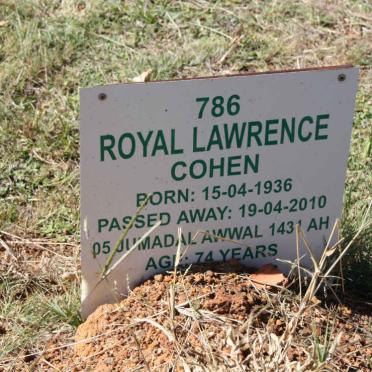 786
ROYAL LAWRENCE
COHEN
BORN: 15-04-1936
PASSED AWAY: 19-04-2010
05 JUMADAL AWWAL 1431 AH
AGE: 74 YEARS